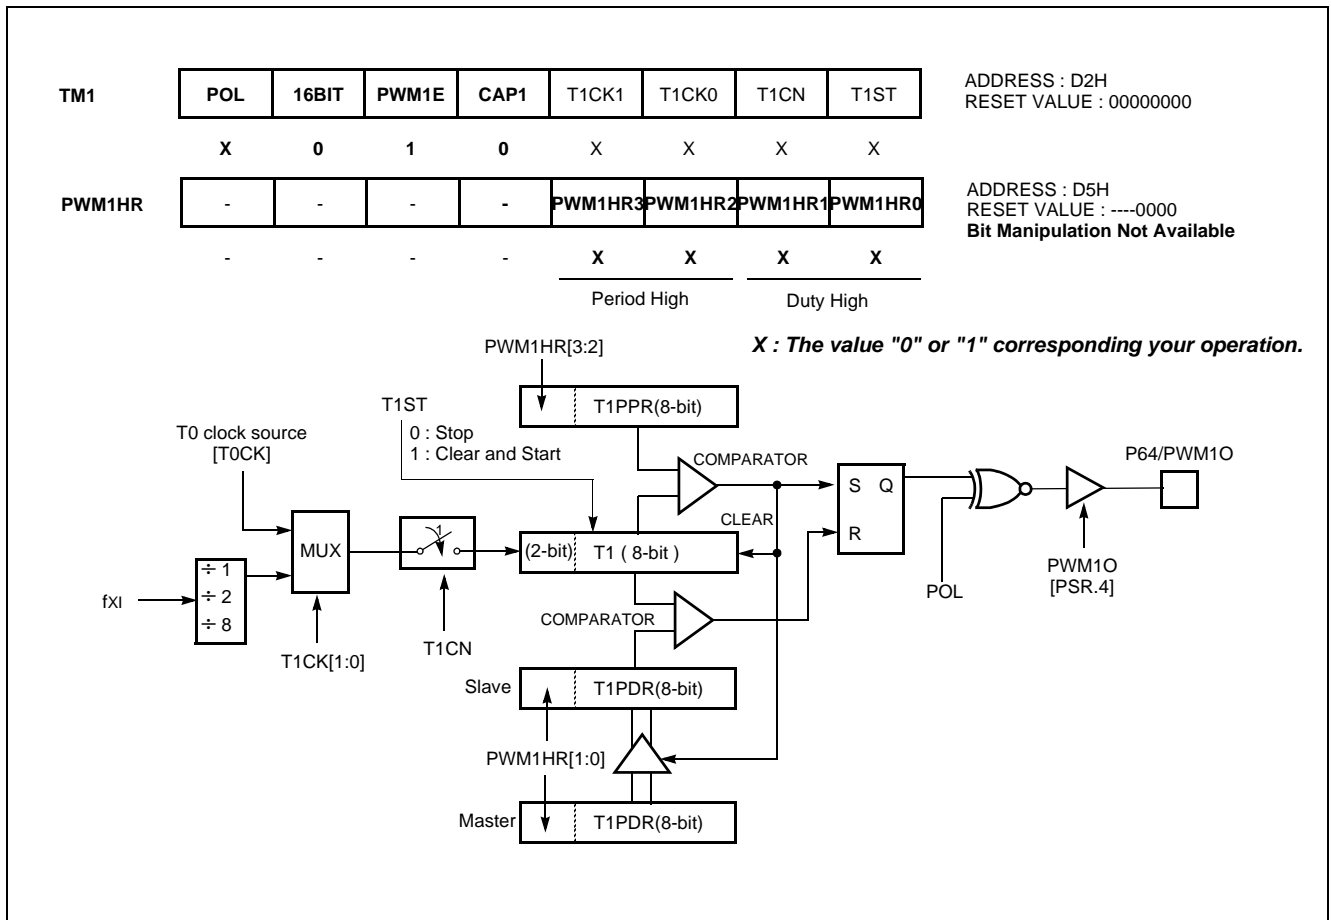 TM1 POL 16BIT PWM1E CAP1 T1CK1 T1CK0 T1CN T1ST
ADDRESS : D2H
RESET VALUE : 00000000
X 0 1 0 X X X X
PWM1HR - - - - PWM1HR3 PWM1HR2 PWM1HR1 PWM1HR0
ADDRESS : D5H
RESET VALUE : ----0000
Bit Manipulation Not Available
- - - - X X X X
Period High Duty High
X : The value "0" or "1" corresponding your operation.
PWM1HR[3:2]
T1PPR(8-bit)
T1ST
0 : Stop
1 : Clear and Start
T0 clock source
[T0CK]
COMPARATOR
P64/PWM1O
S Q
R
CLEAR
MUX
1
(2-bit) T1 ( 8-bit )
fXI
÷ 1
÷ 2
÷ 8
T1CK[1:0]
T1CN
COMPARATOR
POL
PWM1O
[PSR.4]
Slave T1PDR(8-bit)
PWM1HR[1:0]
Master T1PDR(8-bit)